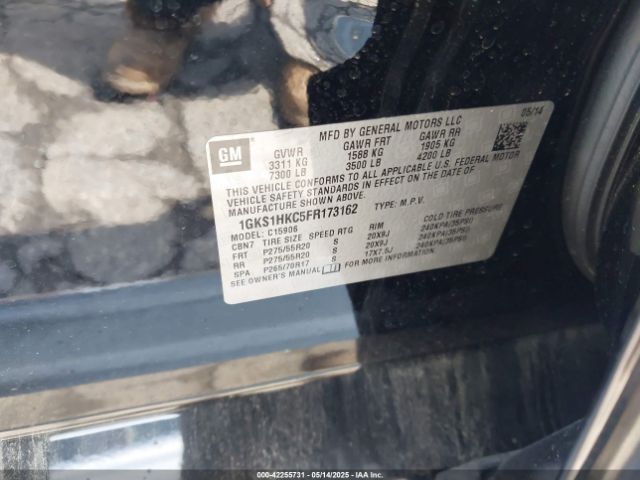 GM
MFD BY GENERAL MOTORS LLC 05/14
GVWR GAWR FRT GAWR RR
3311 KG 1588 KG 1905 KG
7300 LB 3500 LB 4200 LB
THIS VEHICLE CONFORMS TO ALL APPLICABLE U.S. FEDERAL MOTOR
VEHICLE SAFETY STANDARDS IN EFFECT ON THE DATE OF
MANUFACTURE SHOWN ABOVE.
1GKS1HKC5FR173162 TYPE: M.P.V.
MODEL: C15906
CBN7 TIRE SIZE SPEED RTG RIM COLD TIRE PRESSURE
FRT P275/55R20 S 20X9J 240KPA(35PSI)
RR P275/55R20 S 20X9J 240KPA(35PSI)
SPA P265/70R17 S 17X7.5J 240KPA(35PSI)
SEE OWNER'S MANUAL FOR MORE INFORMATION
000-42255731 05/14/2025 IAAI.COM